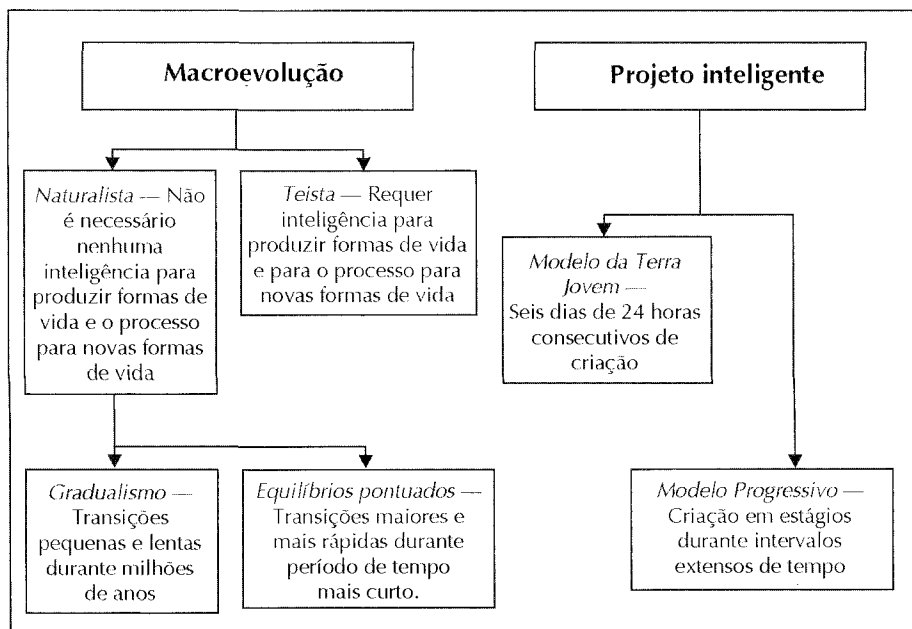 Macroevolução
Projeto inteligente
Naturalista — Não
é necessário
nenhuma
inteligência para
produzir formas de
vida e o processo
para novas formas
de vida
Teista — Requer
inteligência para
produzir formas de vida
e para o processo para
novas formas de vida
Modelo da Terra
Jovem —
Seis dias de 24 horas
consecutivos de
criação
Gradualismo —
Transições
pequenas e lentas
durante milhões
de anos
Equilíbrios pontuados —
Transições maiores e
mais rápidas durante
período de tempo
mais curto.
Modelo Progressivo —
Criação em estágios
durante intervalos
extensos de tempo